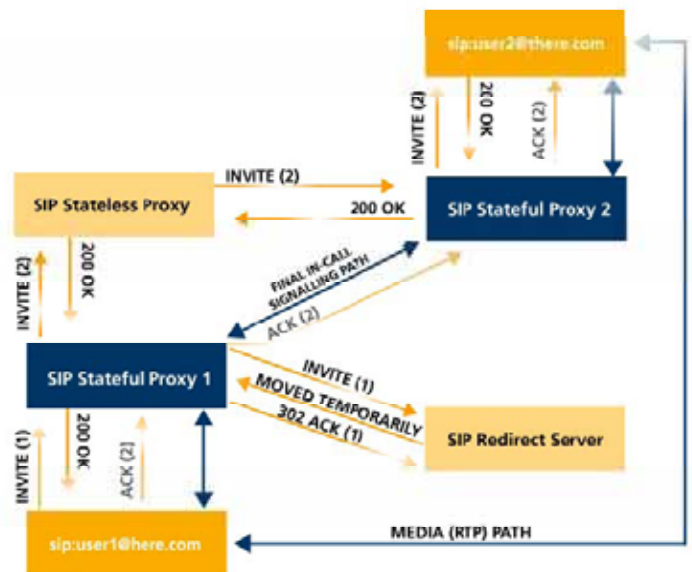 sip:user2@there.com
INVITE (2)
200 OK
ACK (2)
SIP Stateless Proxy
INVITE (2)
200 OK
SIP Stateful Proxy 2
INVITE (2)
200 OK
FINAL IN-CALL
SIGNALLING PATH
ACK (2)
SIP Stateful Proxy 1
INVITE (1)
MOVED TEMPORARILY
302 ACK (1)
SIP Redirect Server
INVITE (1)
200 OK
ACK (2)
sip:user1@here.com
MEDIA (RTP) PATH